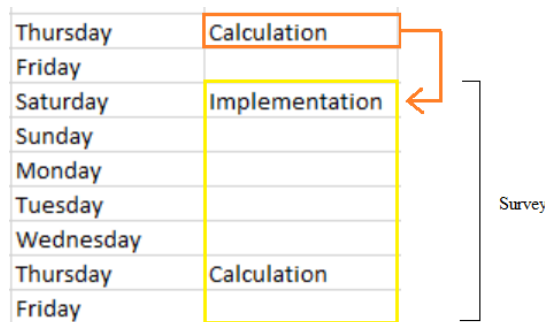 Thursday Calculation
Friday
Saturday Implementation
Sunday
Monday
Tuesday
Survey
Wednesday
Thursday Calculation
Friday